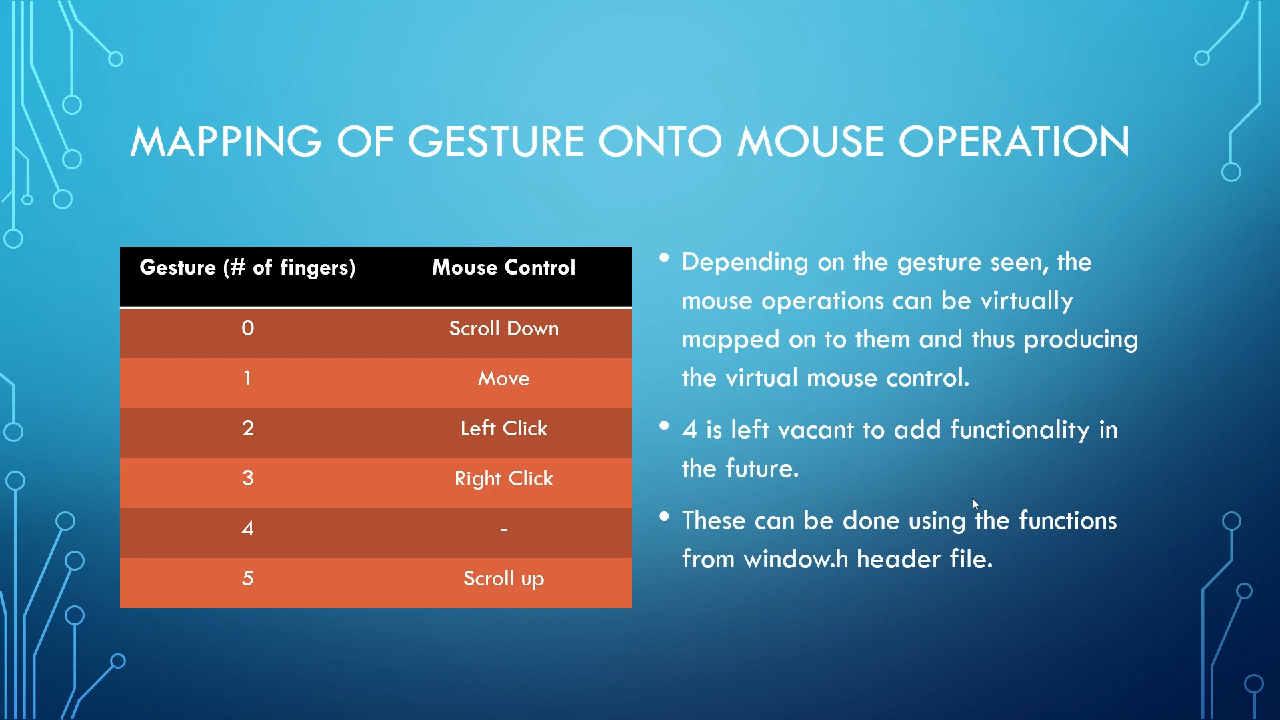 MAPPING OF GESTURE ONTO MOUSE OPERATION
Gesture (# of fingers) Mouse Control
0 Scroll Down
1 Move
2 Left Click
3 Right Click
4 -
5 Scroll up
• Depending on the gesture seen, the
mouse operations can be virtually
mapped on to them and thus producing
the virtual mouse control.
• 4 is left vacant to add functionality in
the future.
• These can be done using the functions
from window.h header file.